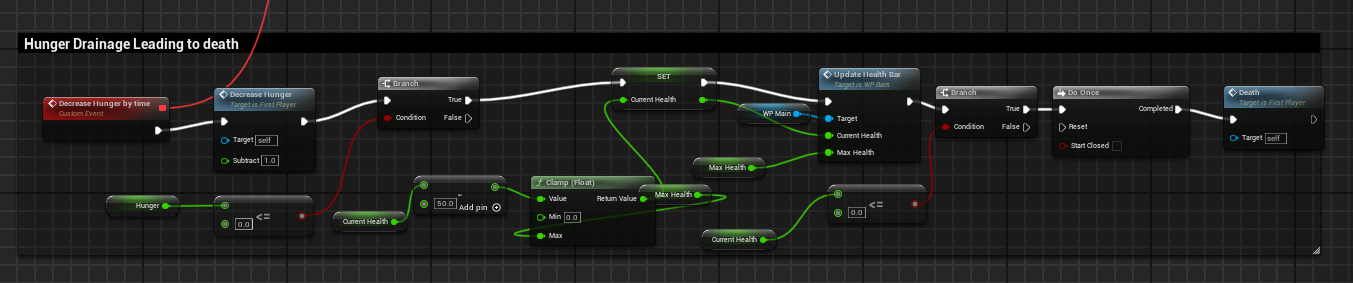 Hunger Drainage Leading to death
Decrease Hunger by time
Custom Event
Decrease Hunger
Target is First Player
Target self
Subtract 1.0
Branch
Condition
True
False
Hunger
0.0
<=
Current Health
-
50.0
Add pin
Clamp (Float)
Value
Return Value
Min 0.0
Max
Max Health
SET
Current Health
WP Main
Max Health
Update Health Bar
Target is WP Bars
Target
Current Health
Max Health
Current Health
0.0
<=
Branch
Condition
True
False
Do Once
Completed
Reset
Start Closed
Death
Target is First Player
Target self